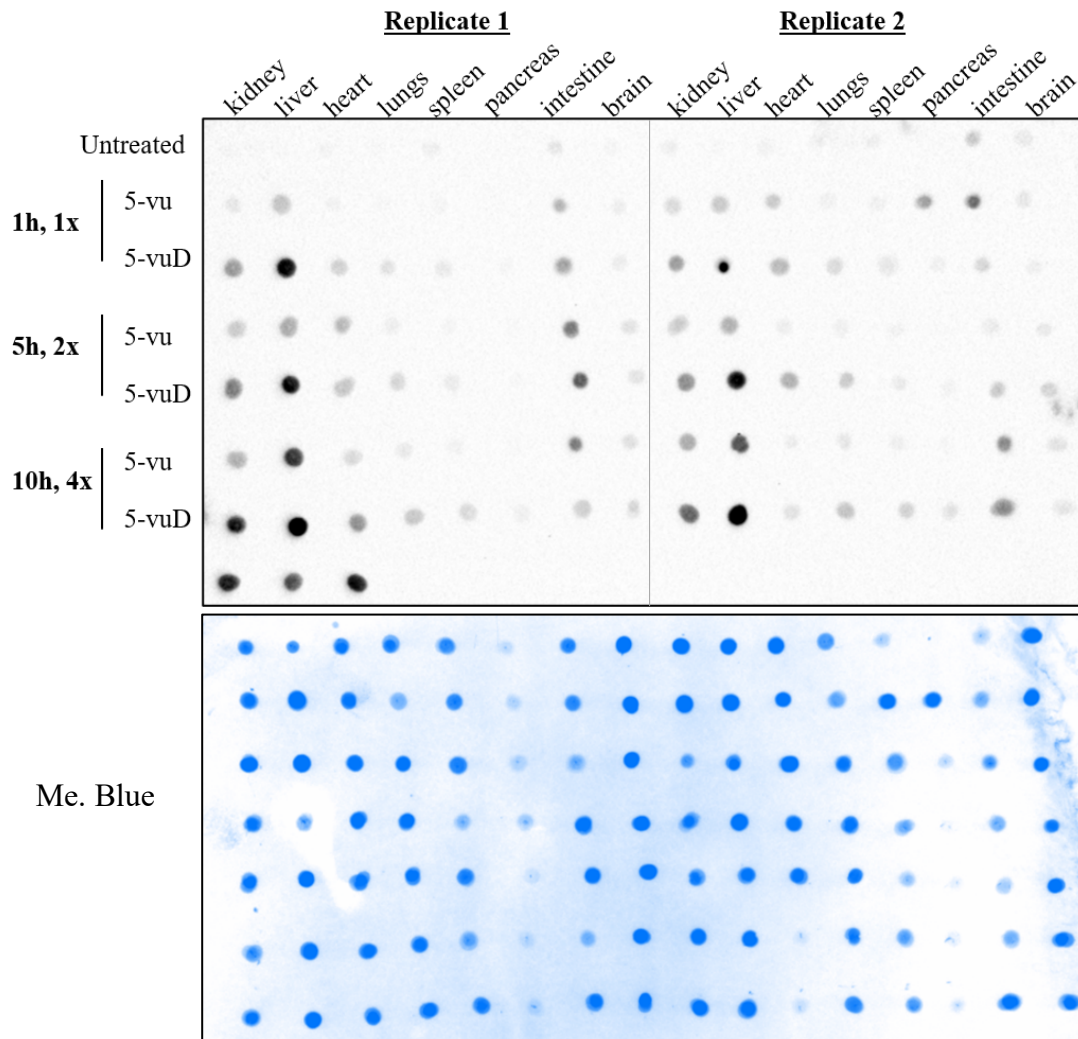 Replicate 1 Replicate 2
kidney liver heart lungs spleen pancreas intestine brain kidney liver heart lungs spleen pancreas intestine brain
Untreated
1h, 1x
5-vu
5-vuD
5h, 2x
5-vu
5-vuD
10h, 4x
5-vu
5-vuD
Me. Blue